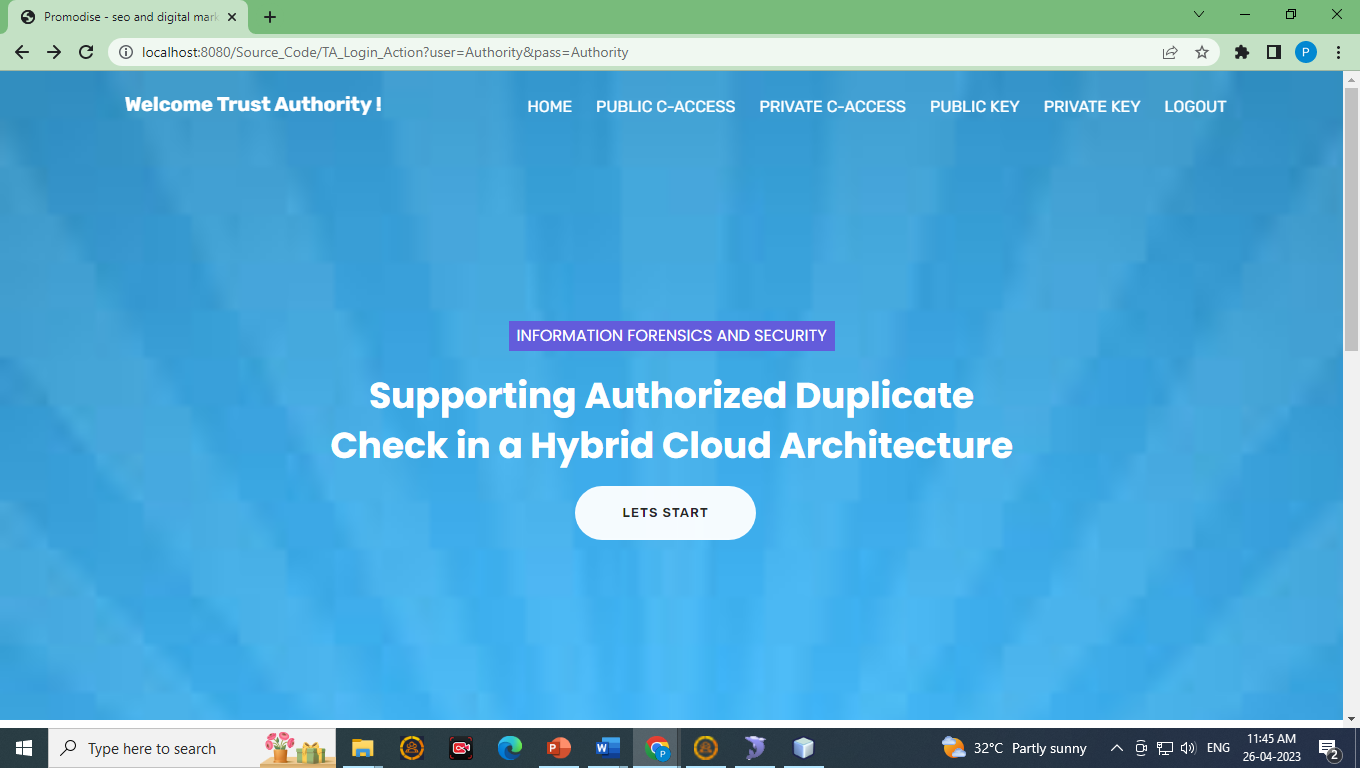 Promodise - seo and digital mark
localhost:8080/Source_Code/TA_Login_Action?user=Authority&pass=Authority
P
Welcome Trust Authority !
HOME PUBLIC C-ACCESS PRIVATE C-ACCESS PUBLIC KEY PRIVATE KEY LOGOUT
INFORMATION FORENSICS AND SECURITY
Supporting Authorized Duplicate
Check in a Hybrid Cloud Architecture
LETS START
Type here to search
32°C Partly sunny
ENG
11:45 AM
26-04-2023
2